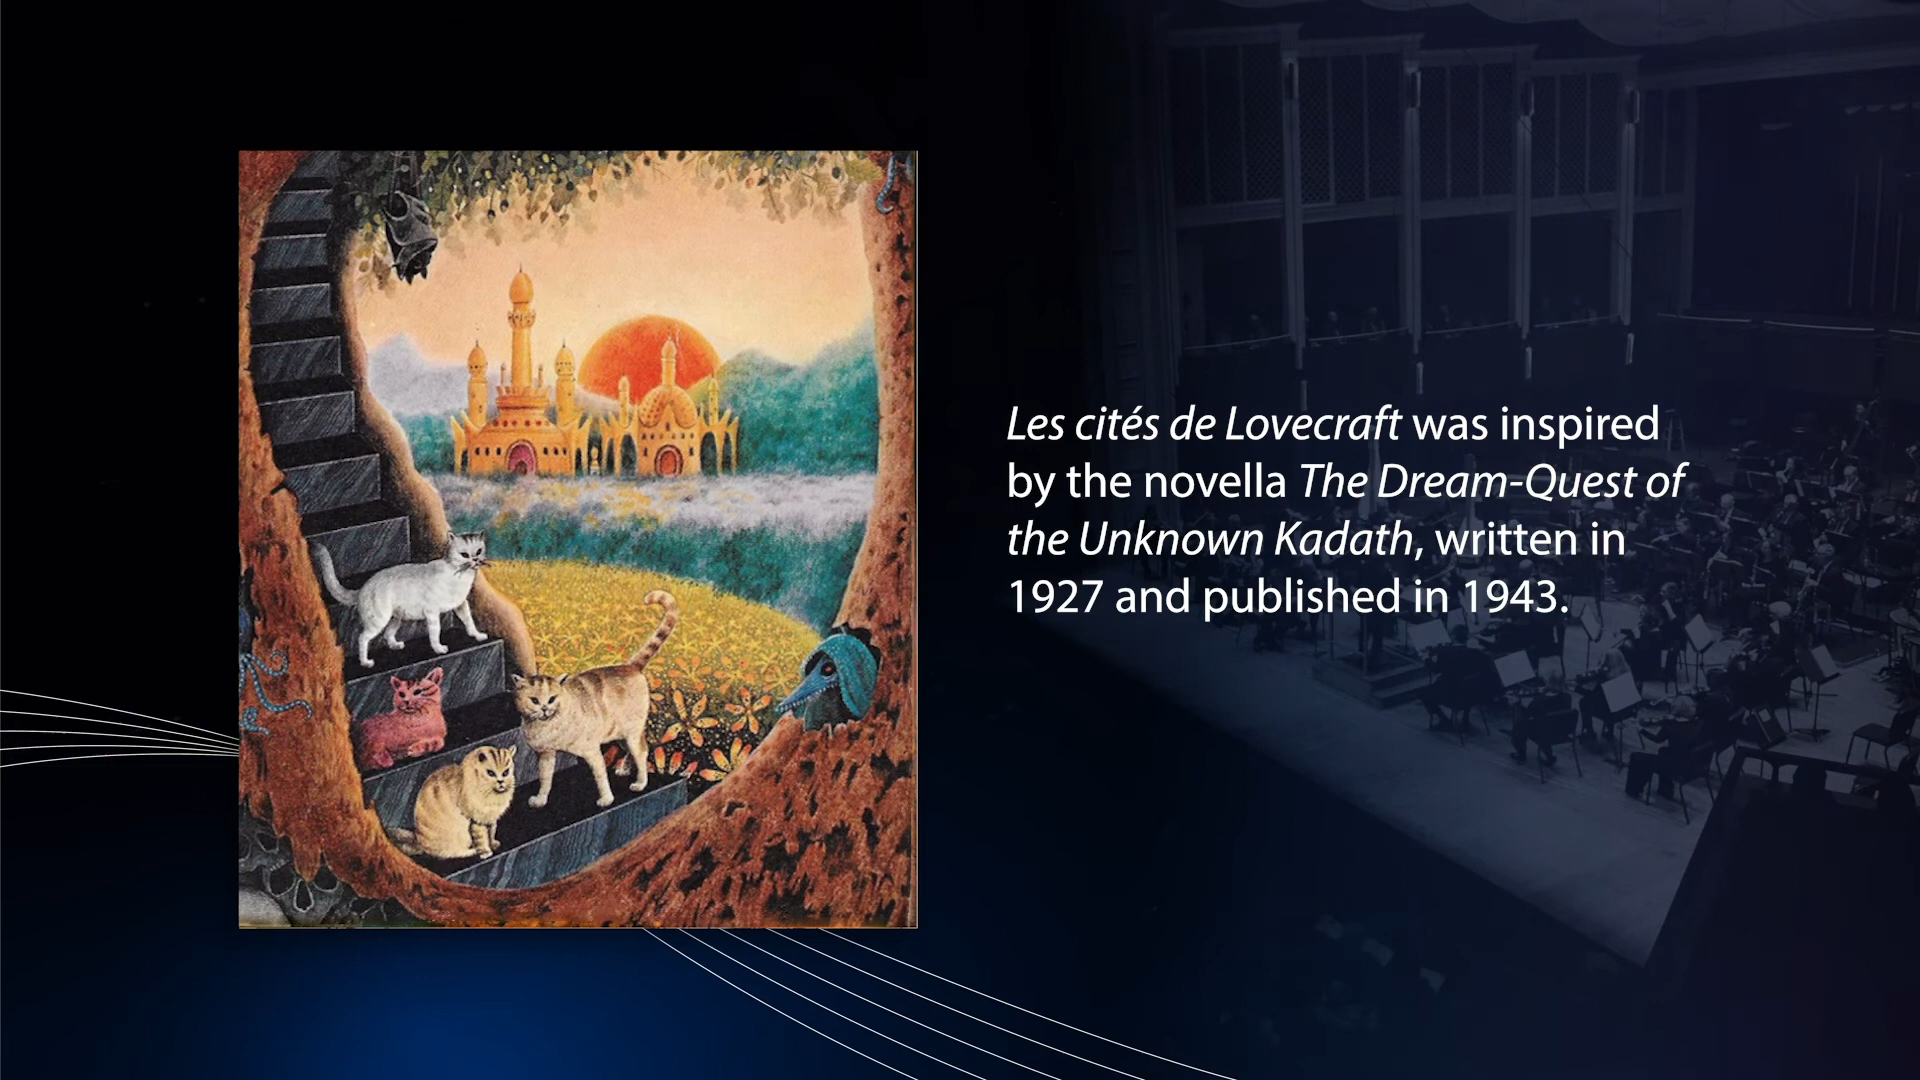 Les cités de Lovecraft was inspired
by the novella The Dream-Quest of
the Unknown Kadath, written in
1927 and published in 1943.